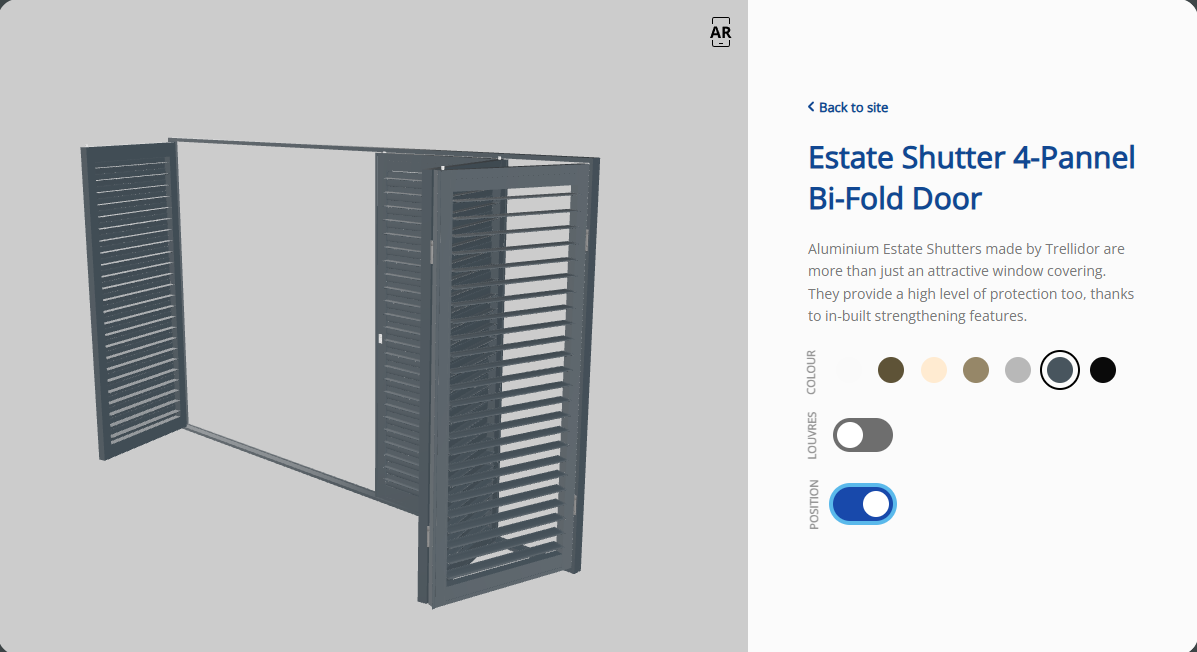 AR
Back to site
Estate Shutter 4-Pannel
Bi-Fold Door
Aluminium Estate Shutters made by Trellidor are
more than just an attractive window covering.
They provide a high level of protection too, thanks
to in-built strengthening features.
COLOUR
LOUVRES
POSITION